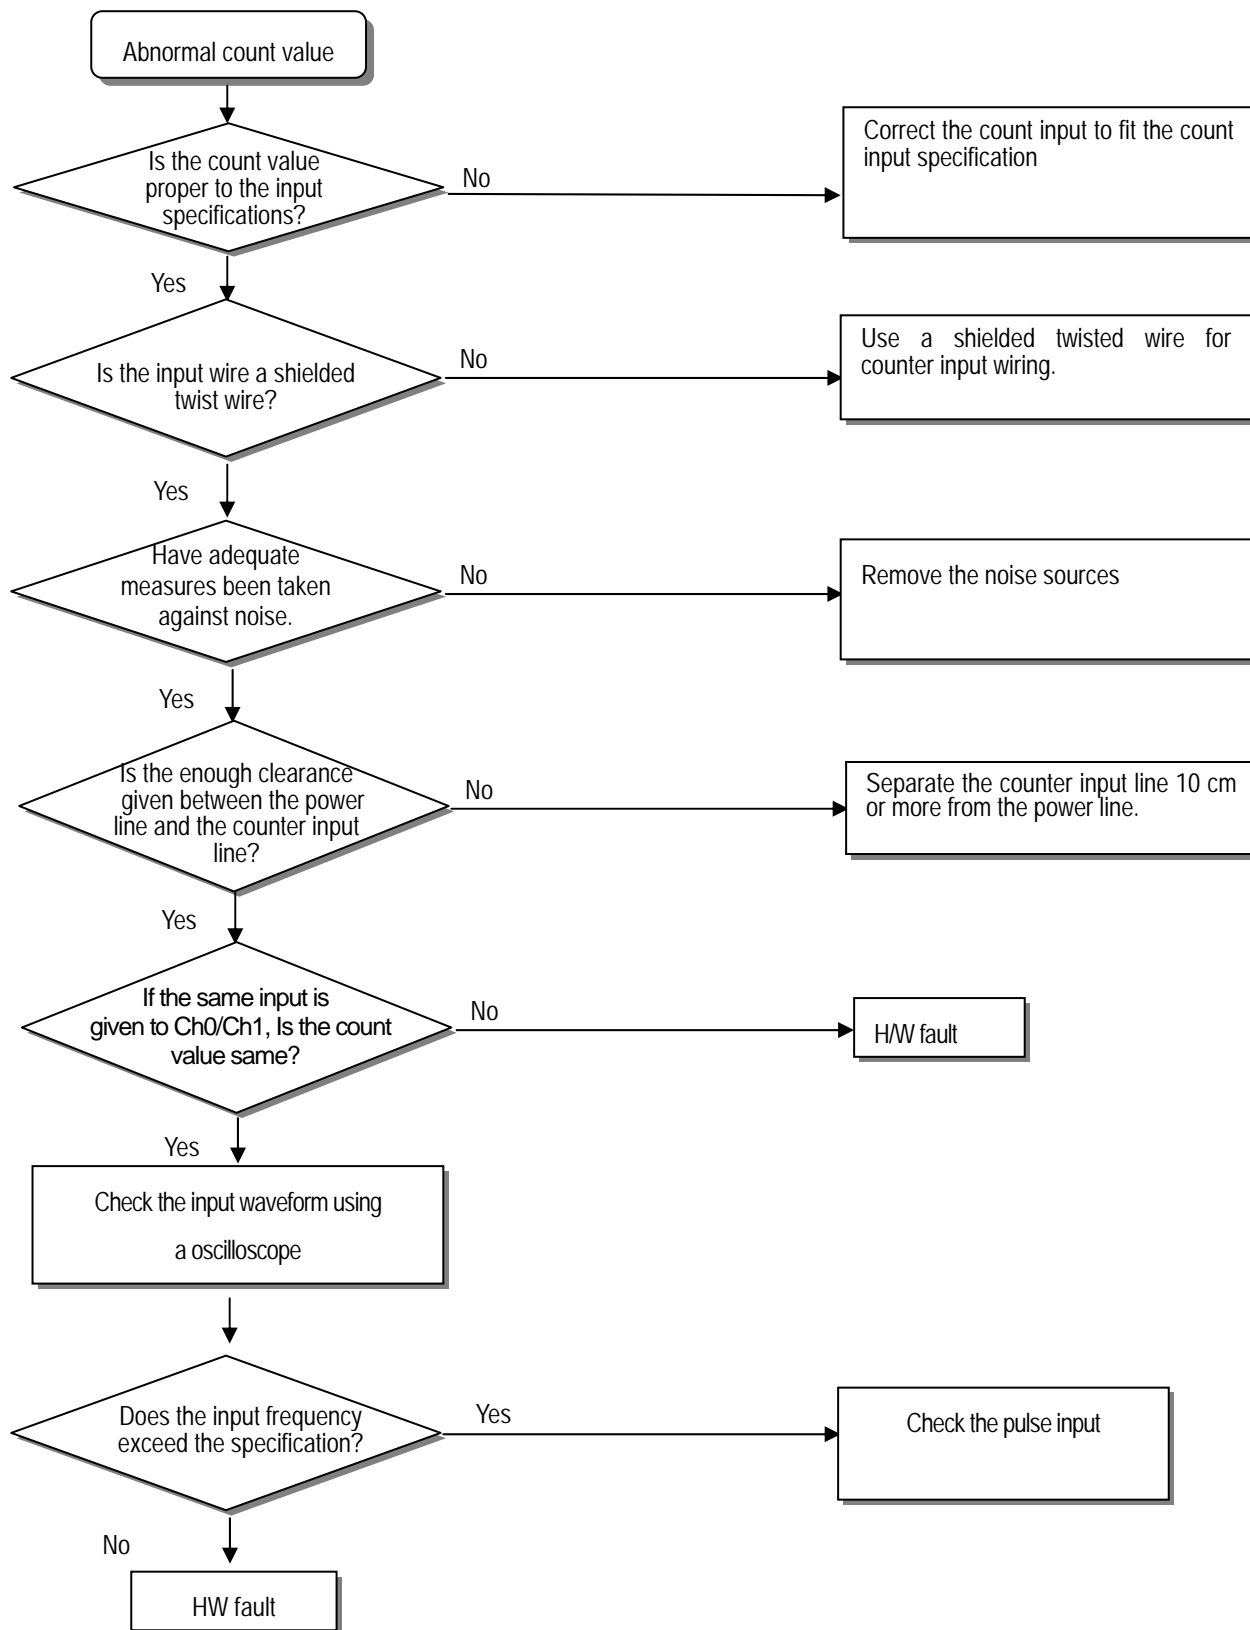 Abnormal count value
Is the count value
proper to the input
specifications?
No
Correct the count input to fit the count
input specification
Yes
Is the input wire a shielded
twist wire?
No
Use a shielded twisted wire for
counter input wiring.
Yes
Have adequate
measures been taken
against noise.
No
Remove the noise sources
Yes
Is the enough clearance
given between the power
line and the counter input
line?
No
Separate the counter input line 10 cm
or more from the power line.
Yes
If the same input is
given to Ch0/Ch1, Is the count
value same?
No
H/W fault
Yes
Check the input waveform using
a oscilloscope
Does the input frequency
exceed the specification?
Yes
Check the pulse input
No
HW fault